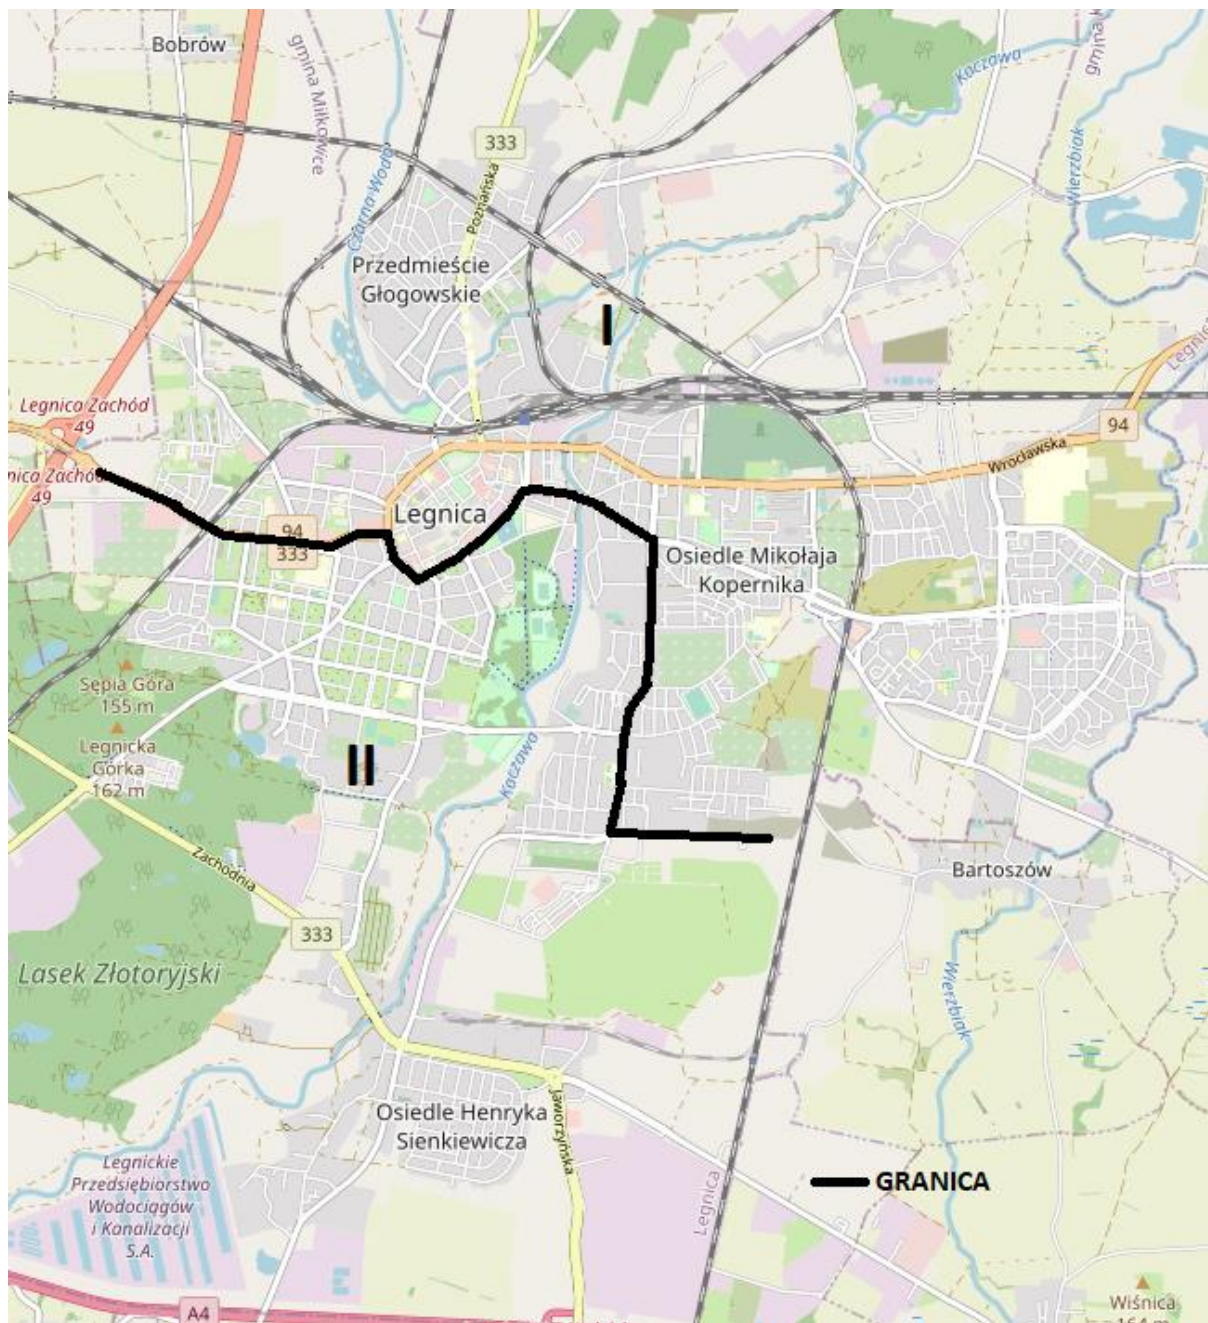 Bobrów
gmina Miłkowice
Koczawa
gmina K
333
Wierzbiak
Czarna Woda
Poznańska
Przedmieście
Głogowskie
I
Legnica Zachód
49
94
Wrocławska
nica Zachód
49
Legnica
94
333
Osiedle Mikołaja
Kopernika
Sępia Góra
155 m
Legnicka
Górka
162 m
II
Kaczawa
Zachodnia
Bartoszów
333
Lasek Złotoryjski
Wierzbiak
Osiedle Henryka
Sienkiewicza
Jaworzyńska
Legnickie
Przedsiębiorstwo
Wodociągów
i Kanalizacji
S.A.
Legnica
GRANICA
A4
Wiśnica
164 m